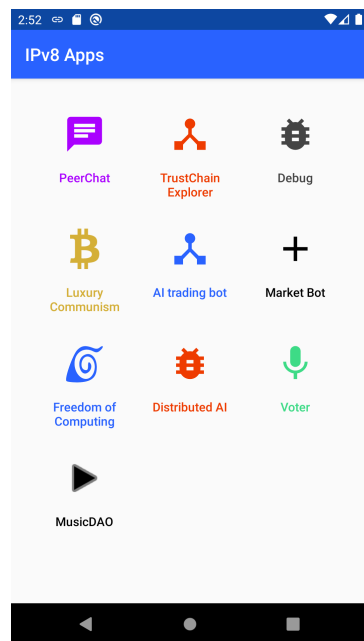 2:52
IPv8 Apps
PeerChat
TrustChain
Explorer
Debug
Luxury
Communism
AI trading bot
Market Bot
Freedom of
Computing
Distributed AI
Voter
MusicDAO